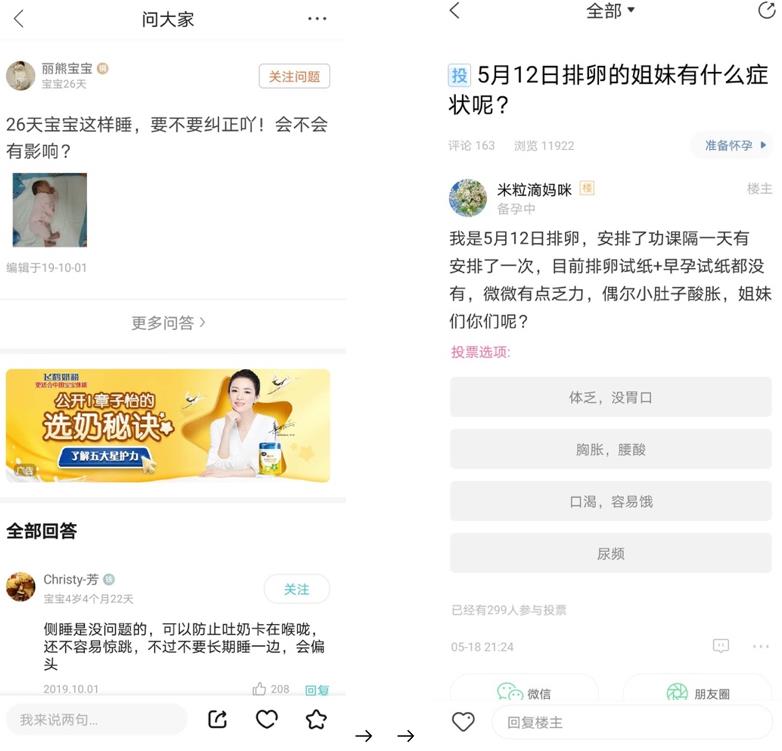 问大家
丽熊宝宝
宝宝26天
关注问题
26天宝宝这样睡，要不要纠正吖！会不会
有影响？
编辑于19-10-01
更多问答
飞鹤奶粉
更适合中国宝宝体质
公开！章子怡的
选奶秘诀
了解五大星护力
广告
全部回答
Christy-芳
宝宝4岁4个月22天
关注
侧睡是没问题的，可以防止吐奶卡在喉咙，
还不容易惊跳，不过不要长期睡一边，会偏
头
2019.10.01
208
回复
我来说两句...
全部
投 5月12日排卵的姐妹有什么症
状呢？
评论 163 浏览 11922
准备怀孕
米粒滴妈咪 楼
备孕中
楼主
我是5月12日排卵，安排了功课隔一天有
安排了一次，目前排卵试纸+早孕试纸都没
有，微微有点乏力，偶尔小肚子酸胀，姐妹
们你们呢？
投票选项:
体乏，没胃口
胸胀，腰酸
口渴，容易饿
尿频
已经有299人参与投票
05-18 21:24
微信
朋友圈
回复楼主